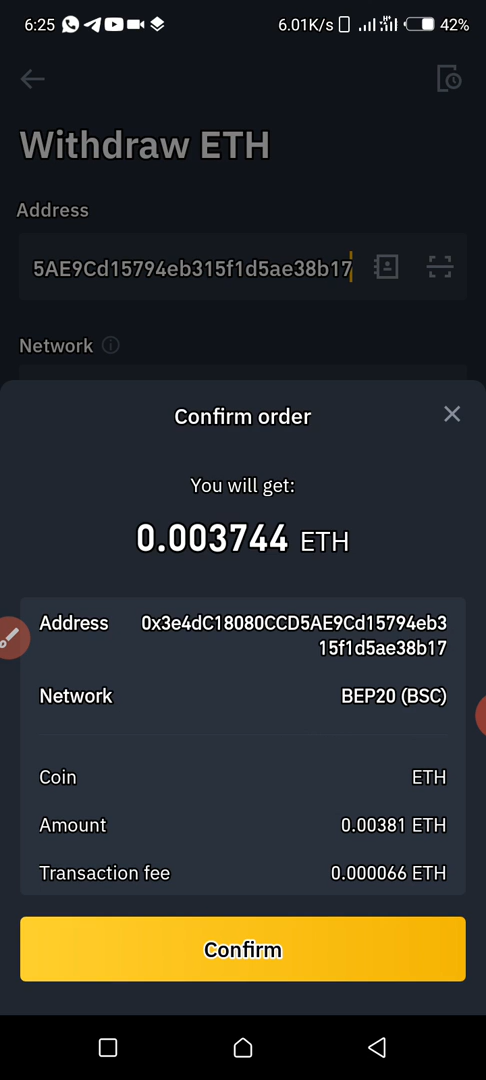 6:25 6.01K/s 42%
Withdraw ETH
Address
5AE9Cd15794eb315f1d5ae38b17
Network
Confirm order
You will get:
0.003744 ETH
Address 0x3e4dC18080CCD5AE9Cd15794eb3
15f1d5ae38b17
Network BEP20 (BSC)
Coin ETH
Amount 0.00381 ETH
Transaction fee 0.000066 ETH
Confirm